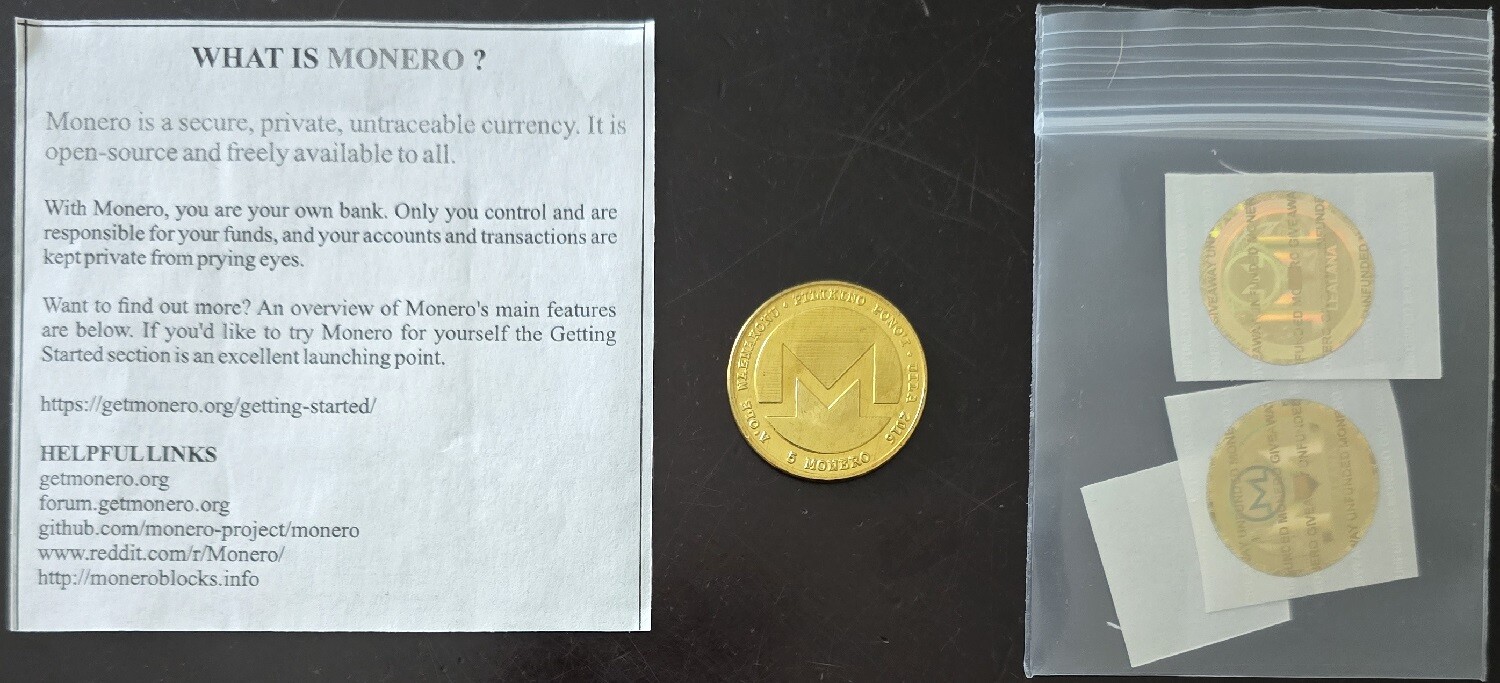 WHAT IS MONERO ?
Monero is a secure, private, untraceable currency. It is
open-source and freely available to all.
With Monero, you are your own bank. Only you control and are
responsible for your funds, and your accounts and transactions are
kept private from prying eyes.
Want to find out more? An overview of Monero's main features
are below. If you'd like to try Monero for yourself the Getting
Started section is an excellent launching point.
https://getmonero.org/getting-started/
HELPFUL LINKS
getmonero.org
forum.getmonero.org
github.com/monero-project/monero
www.reddit.com/r/Monero/
http://moneroblocks.info
5 MONERO
GIVEAWAY
UNFUNDED
UNFUNDED
GIVEAWAY